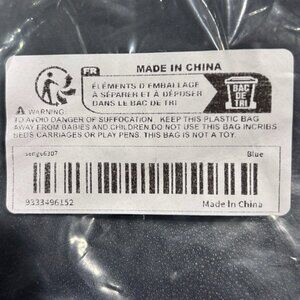 FR
MADE IN CHINA
ÉLÉMENTS D'EMBALLAGE
À SÉPARER ET À DÉPOSER
DANS LE BAC DE TRI
BAC
DE
TRI
WARNING:
TO AVOID DANGER OF SUFFOCATION KEEP THIS PLASTIC BAG
AWAY FROM BABIES AND CHILDREN.DO NOT USE THIS BAG INCRIBS
BEDS CARRIAGES OR PLAY PENS. THIS BAG IS NOT A TOY.
Blue
9333496152
Made In China